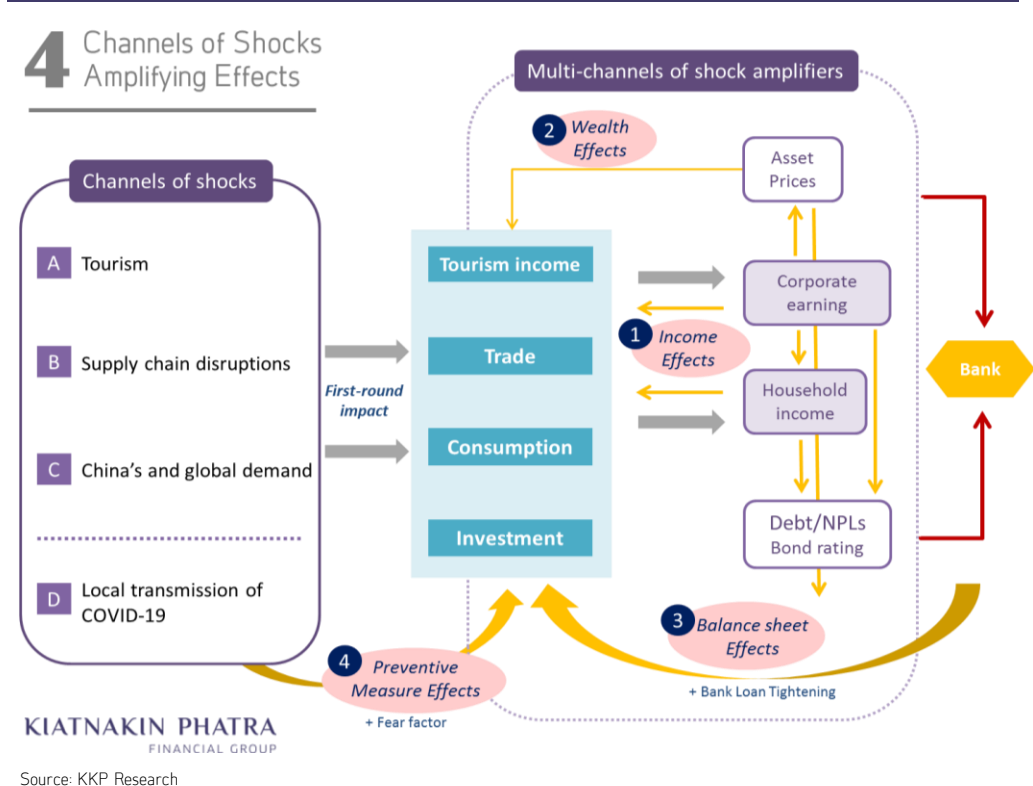 4
Channels of Shocks
Amplifying Effects
Multi-channels of shock amplifiers
Channels of shocks
A
Tourism
B
Supply chain disruptions
C
China's and global demand
D
Local transmission of
COVID-19
First-round
impact
Tourism income
Trade
Consumption
Investment
2
Wealth
Effects
Asset
Prices
Corporate
earning
1
Income
Effects
Household
income
Debt/NPLs
Bond rating
Bank
3
Balance sheet
Effects
+ Bank Loan Tightening
4
Preventive
Measure Effects
+ Fear factor
KIATNAKIN PHATRA
FINANCIAL GROUP
Source: KKP Research